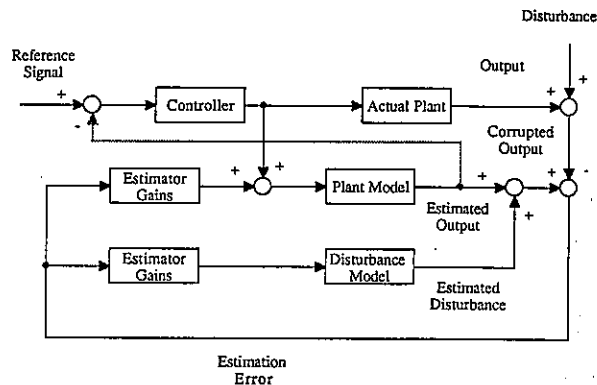 Disturbance
Reference
Signal
Output
+
+
+
Controller
Actual Plant
-
Corrupted
Output
Estimator
Gains
+
+
Plant Model
+
+
-
Estimated
Output
+
Estimator
Gains
Disturbance
Model
Estimated
Disturbance
Estimation
Error